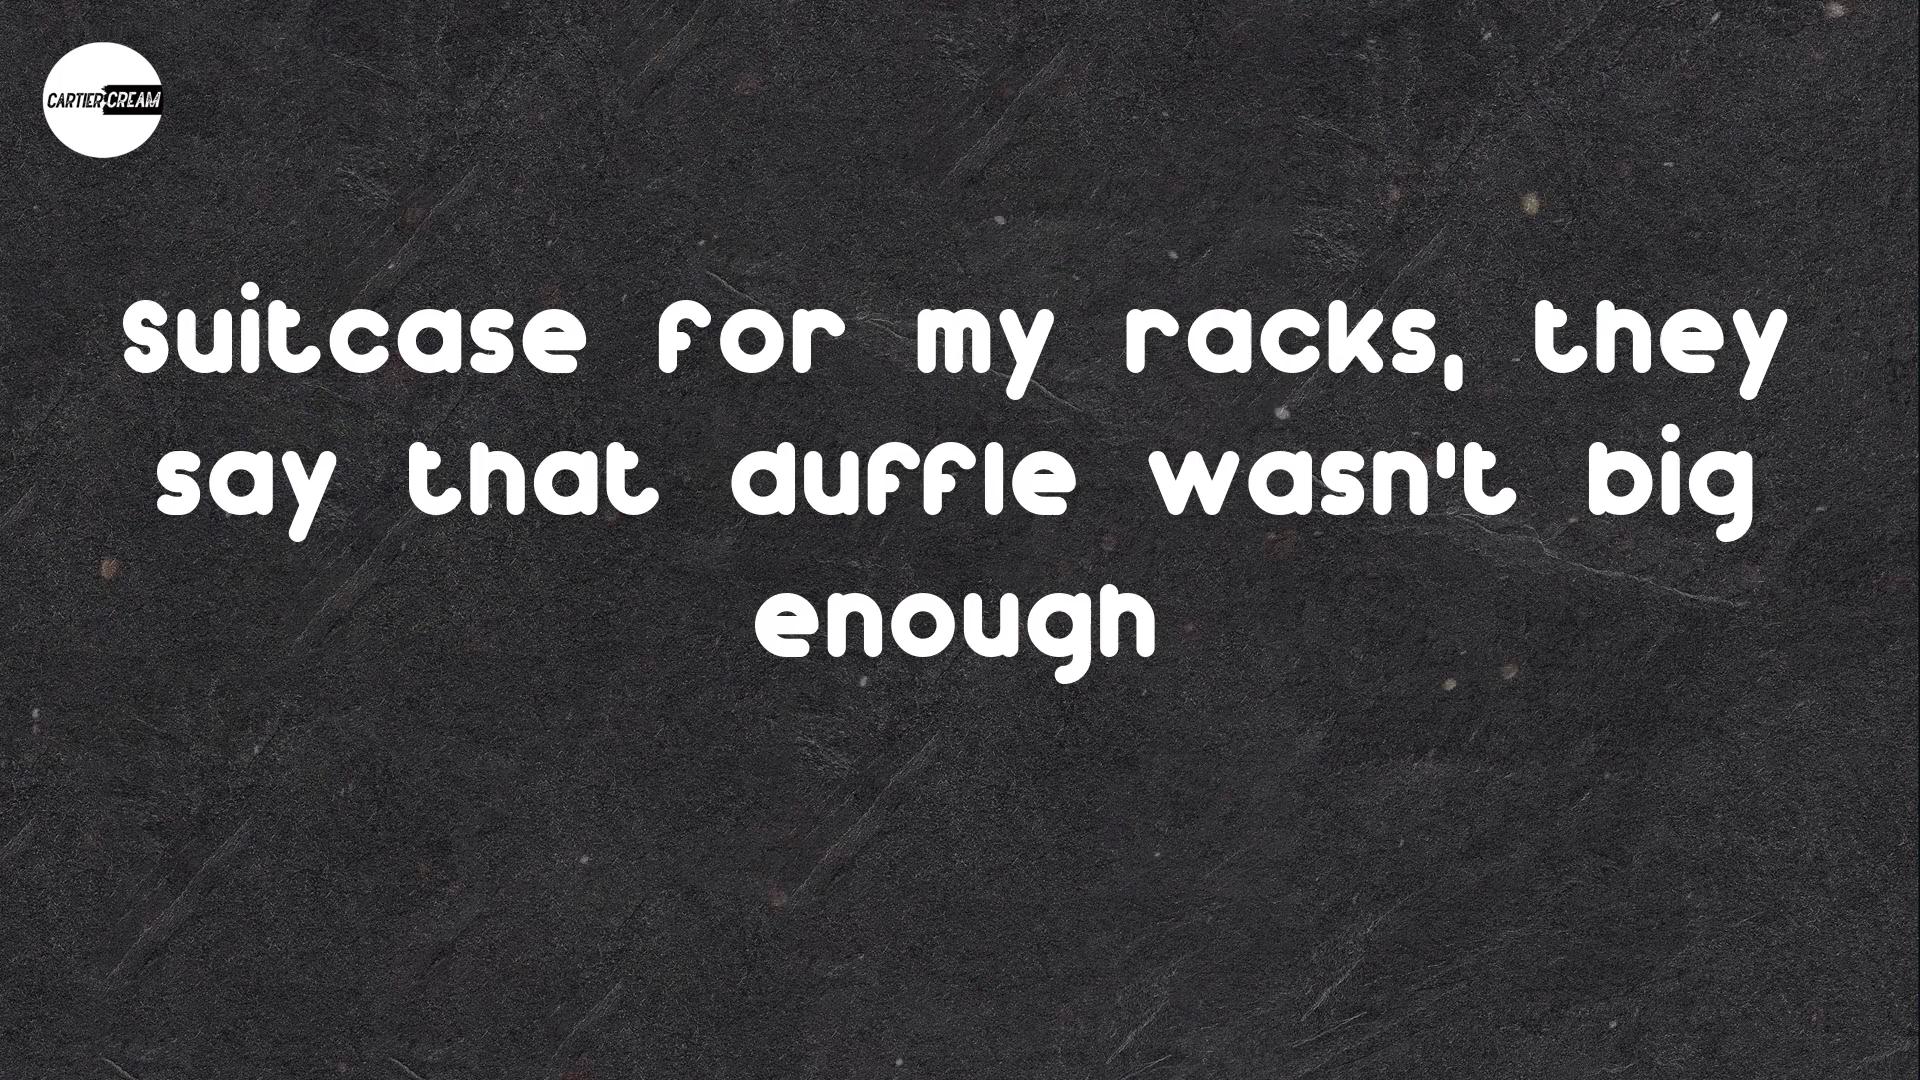 CARTIER CREAM
Suitcase for my racks, they
say that duffle wasn't big
enough